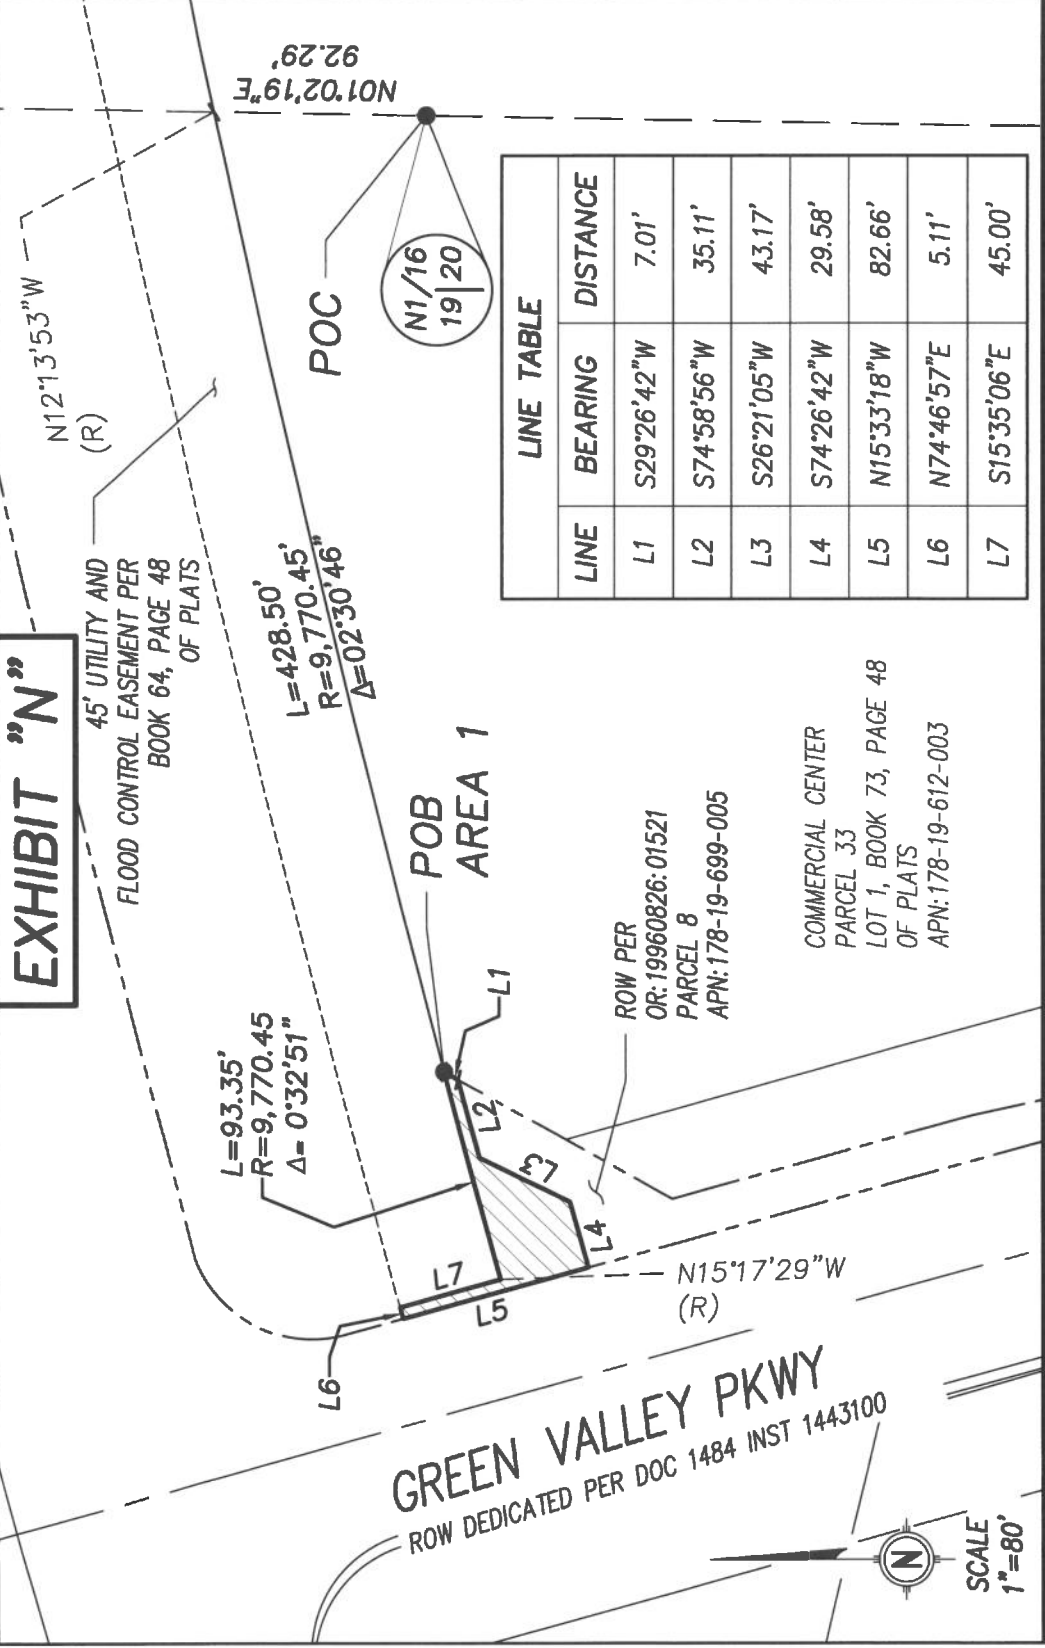 EXHIBIT "N"
45' UTILITY AND
FLOOD CONTROL EASEMENT PER
BOOK 64, PAGE 48
OF PLATS
N12°13'53"W
(R)
N01°02'19"E
92.29'
L=93.35'
R=9,770.45
Δ= 0°32'51"
L=428.50'
R=9,770.45'
Δ=02°30'46"
POC
N1/16
19|20
POB
AREA 1
L6
L7
L5
L4
L3
L2
L1
N15°17'29"W
(R)
ROW PER
OR:19960826:01521
PARCEL 8
APN:178-19-699-005
COMMERCIAL CENTER
PARCEL 33
LOT 1, BOOK 73, PAGE 48
OF PLATS
APN:178-19-612-003
LINE TABLE
LINE BEARING DISTANCE
L1 S29°26'42"W 7.01'
L2 S74°58'56"W 35.11'
L3 S26°21'05"W 43.17'
L4 S74°26'42"W 29.58'
L5 N15°33'18"W 82.66'
L6 N74°46'57"E 5.11'
L7 S15°35'06"E 45.00'
GREEN VALLEY PKWY
ROW DEDICATED PER DOC 1484 INST 1443100
N
SCALE
1"=80'